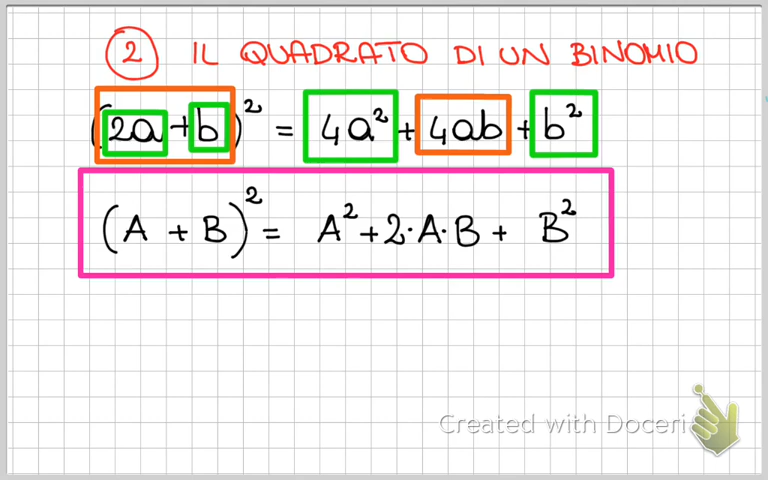 2 IL QUADRATO DI UN BINOMIO
(2a + b)² = 4a² + 4ab + b²
(A + B)² = A² + 2·A·B + B²
Created with Doceri